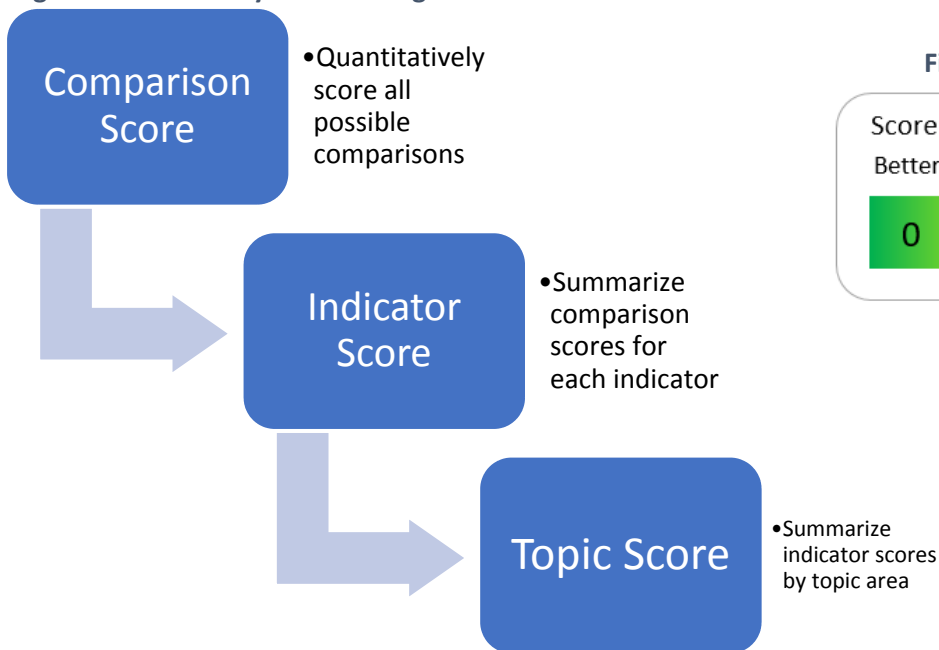 Comparison
Score
•Quantitatively
score all
possible
comparisons
Score
Better
0
Indicator
Score
•Summarize
comparison
scores for
each indicator
Topic Score
•Summarize
indicator scores
by topic area